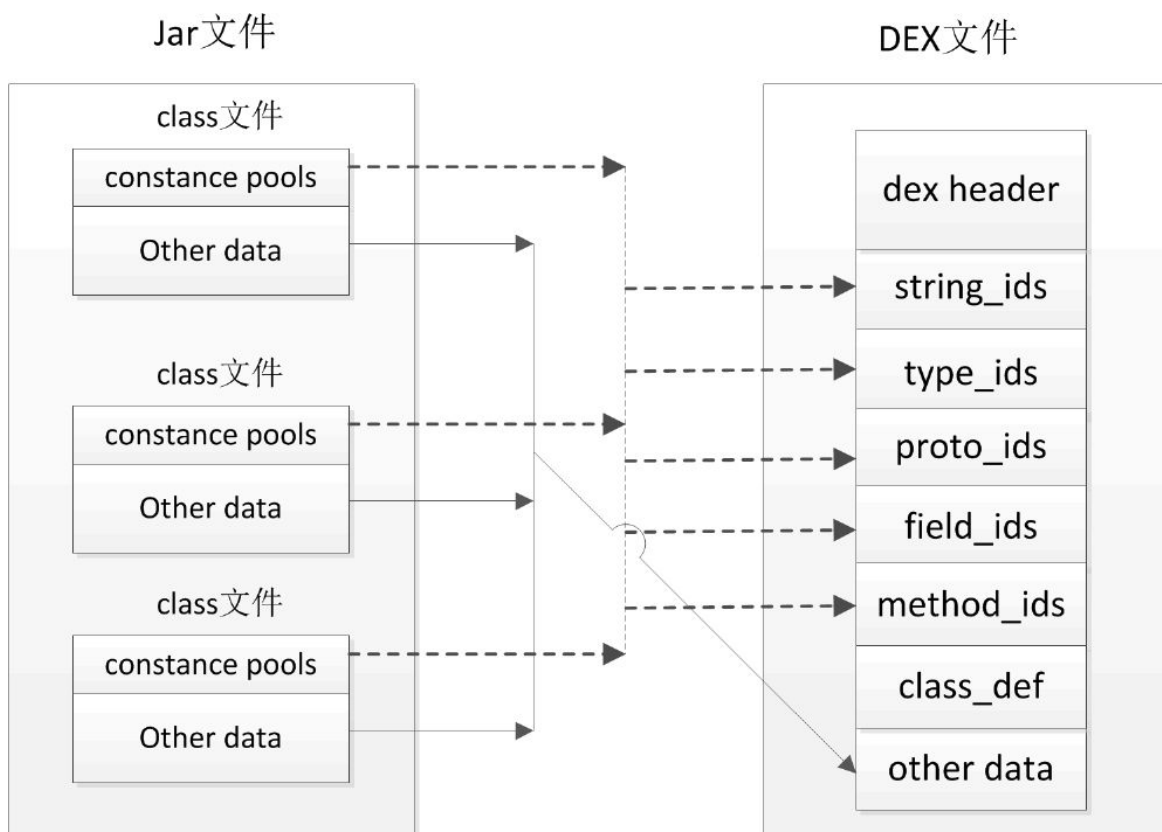 Jar文件
class文件
constance pools
Other data
class文件
constance pools
Other data
class文件
constance pools
Other data
DEX文件
dex header
string_ids
type_ids
proto_ids
field_ids
method_ids
class_def
other data